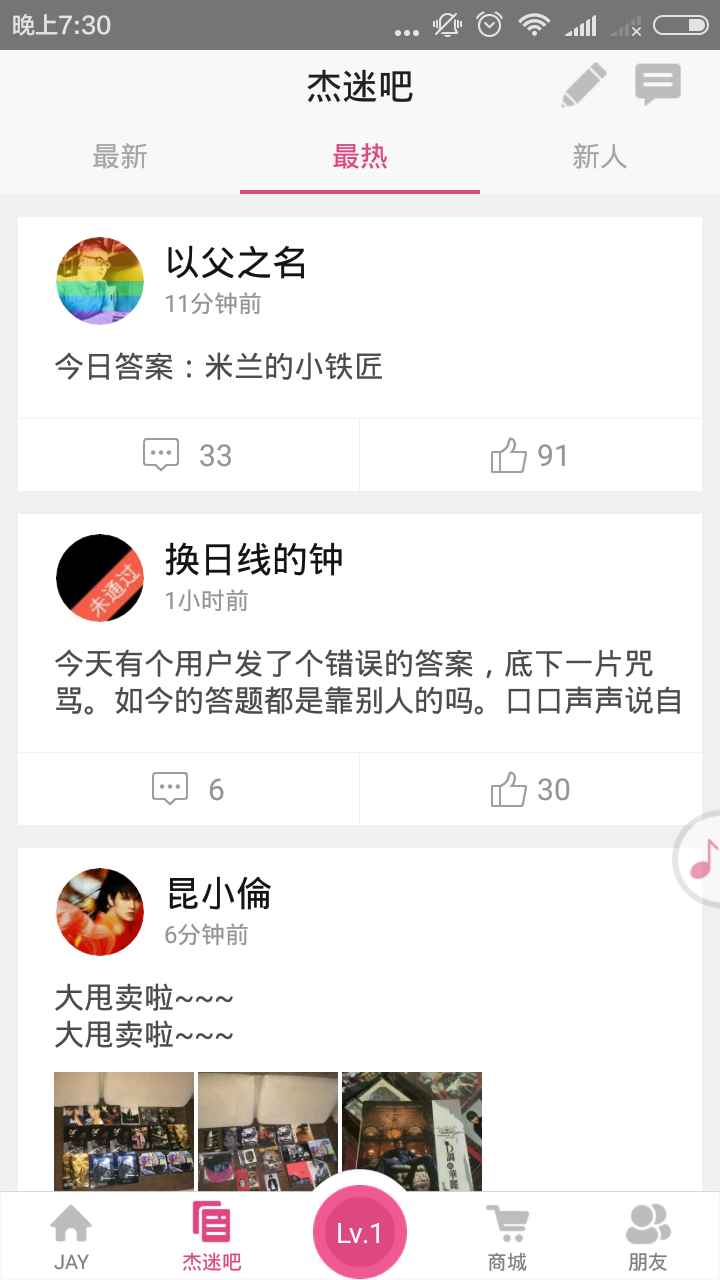 晚上7:30
杰迷吧
最新
最热
新人
以父之名
11分钟前
今日答案：米兰的小铁匠
33
91
换日线的钟
未通过
1小时前
今天有个用户发了个错误的答案，底下一片咒
骂。如今的答题都是靠别人的吗。口口声声说自
6
30
昆小倫
6分钟前
大甩卖啦~~~
大甩卖啦~~~
JAY
杰迷吧
Lv.1
商城
朋友